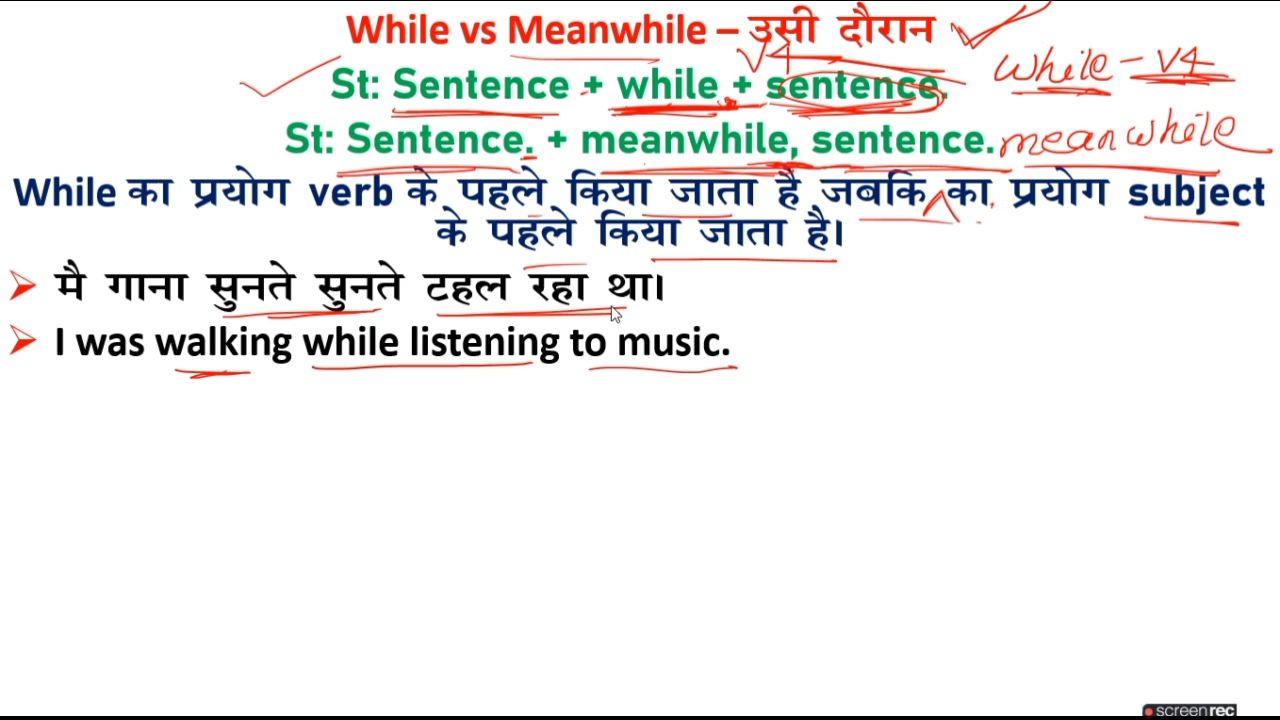 While vs Meanwhile – उसी दौरान
V4
St: Sentence + while + sentence.
while – V4
St: Sentence. + meanwhile, sentence.
meanwhile
While का प्रयोग verb के पहले किया जाता है जबकि का प्रयोग subject
के पहले किया जाता है।
मै गाना सुनते सुनते टहल रहा था।
I was walking while listening to music.
screenrec